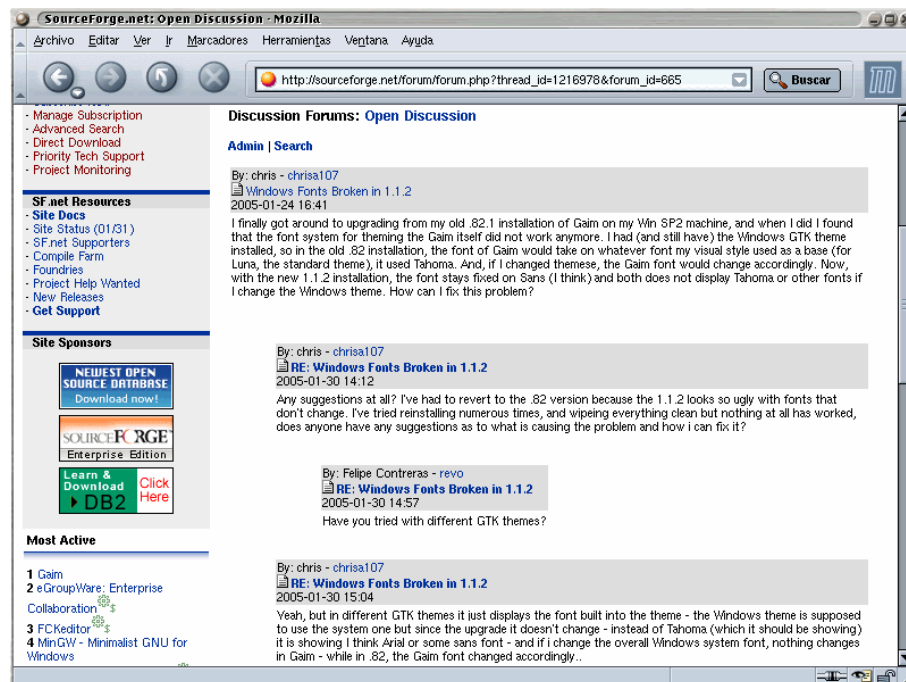 SourceForge.net: Open Discussion - Mozilla
Archivo Editar Ver Ir Marcadores Herramientas Ventana Ayuda
http://sourceforge.net/forum/forum.php?thread_id=1216978&forum_id=665
Buscar
- Manage Subscription
- Advanced Search
- Direct Download
- Priority Tech Support
- Project Monitoring
SF.net Resources
- Site Docs
- Site Status (01/31)
- SF.net Supporters
- Compile Farm
- Foundries
- Project Help Wanted
- New Releases
- Get Support
Site Sponsors
NEWEST OPEN
SOURCE DATABASE
Download now!
SOURCEFORGE
Enterprise Edition
Learn &
Download
DB2
Click
Here
Most Active
1 Gaim
2 eGroupWare: Enterprise
Collaboration $
3 FCKeditor $
4 MinGW - Minimalist GNU for
Windows
Discussion Forums: Open Discussion
Admin | Search
By: chris - chrisa107
Windows Fonts Broken in 1.1.2
2005-01-24 16:41
I finally got around to upgrading from my old .82.1 installation of Gaim on my Win SP2 machine, and when I did I found
that the font system for theming the Gaim itself did not work anymore. I had (and still have) the Windows GTK theme
installed, so in the old .82 installation, the font of Gaim would take on whatever font my visual style used as a base (for
Luna, the standard theme), it used Tahoma. And, if I changed themese, the Gaim font would change accordingly. Now,
with the new 1.1.2 installation, the font stays fixed on Sans (I think) and both does not display Tahoma or other fonts if
I change the Windows theme. How can I fix this problem?
By: chris - chrisa107
RE: Windows Fonts Broken in 1.1.2
2005-01-30 14:12
Any suggestions at all? I've had to revert to the .82 version because the 1.1.2 looks so ugly with fonts that
don't change. I've tried reinstalling numerous times, and wipeing everything clean but nothing at all has worked,
does anyone have any suggestions as to what is causing the problem and how i can fix it?
By: Felipe Contreras - revo
RE: Windows Fonts Broken in 1.1.2
2005-01-30 14:57
Have you tried with different GTK themes?
By: chris - chrisa107
RE: Windows Fonts Broken in 1.1.2
2005-01-30 15:04
Yeah, but in different GTK themes it just displays the font built into the theme - the Windows theme is supposed
to use the system one but since the upgrade it doesn't change - instead of Tahoma (which it should be showing)
it is showing I think Arial or some sans font - and if i change the overall Windows system font, nothing changes
in Gaim - while in .82, the Gaim font changed accordingly..